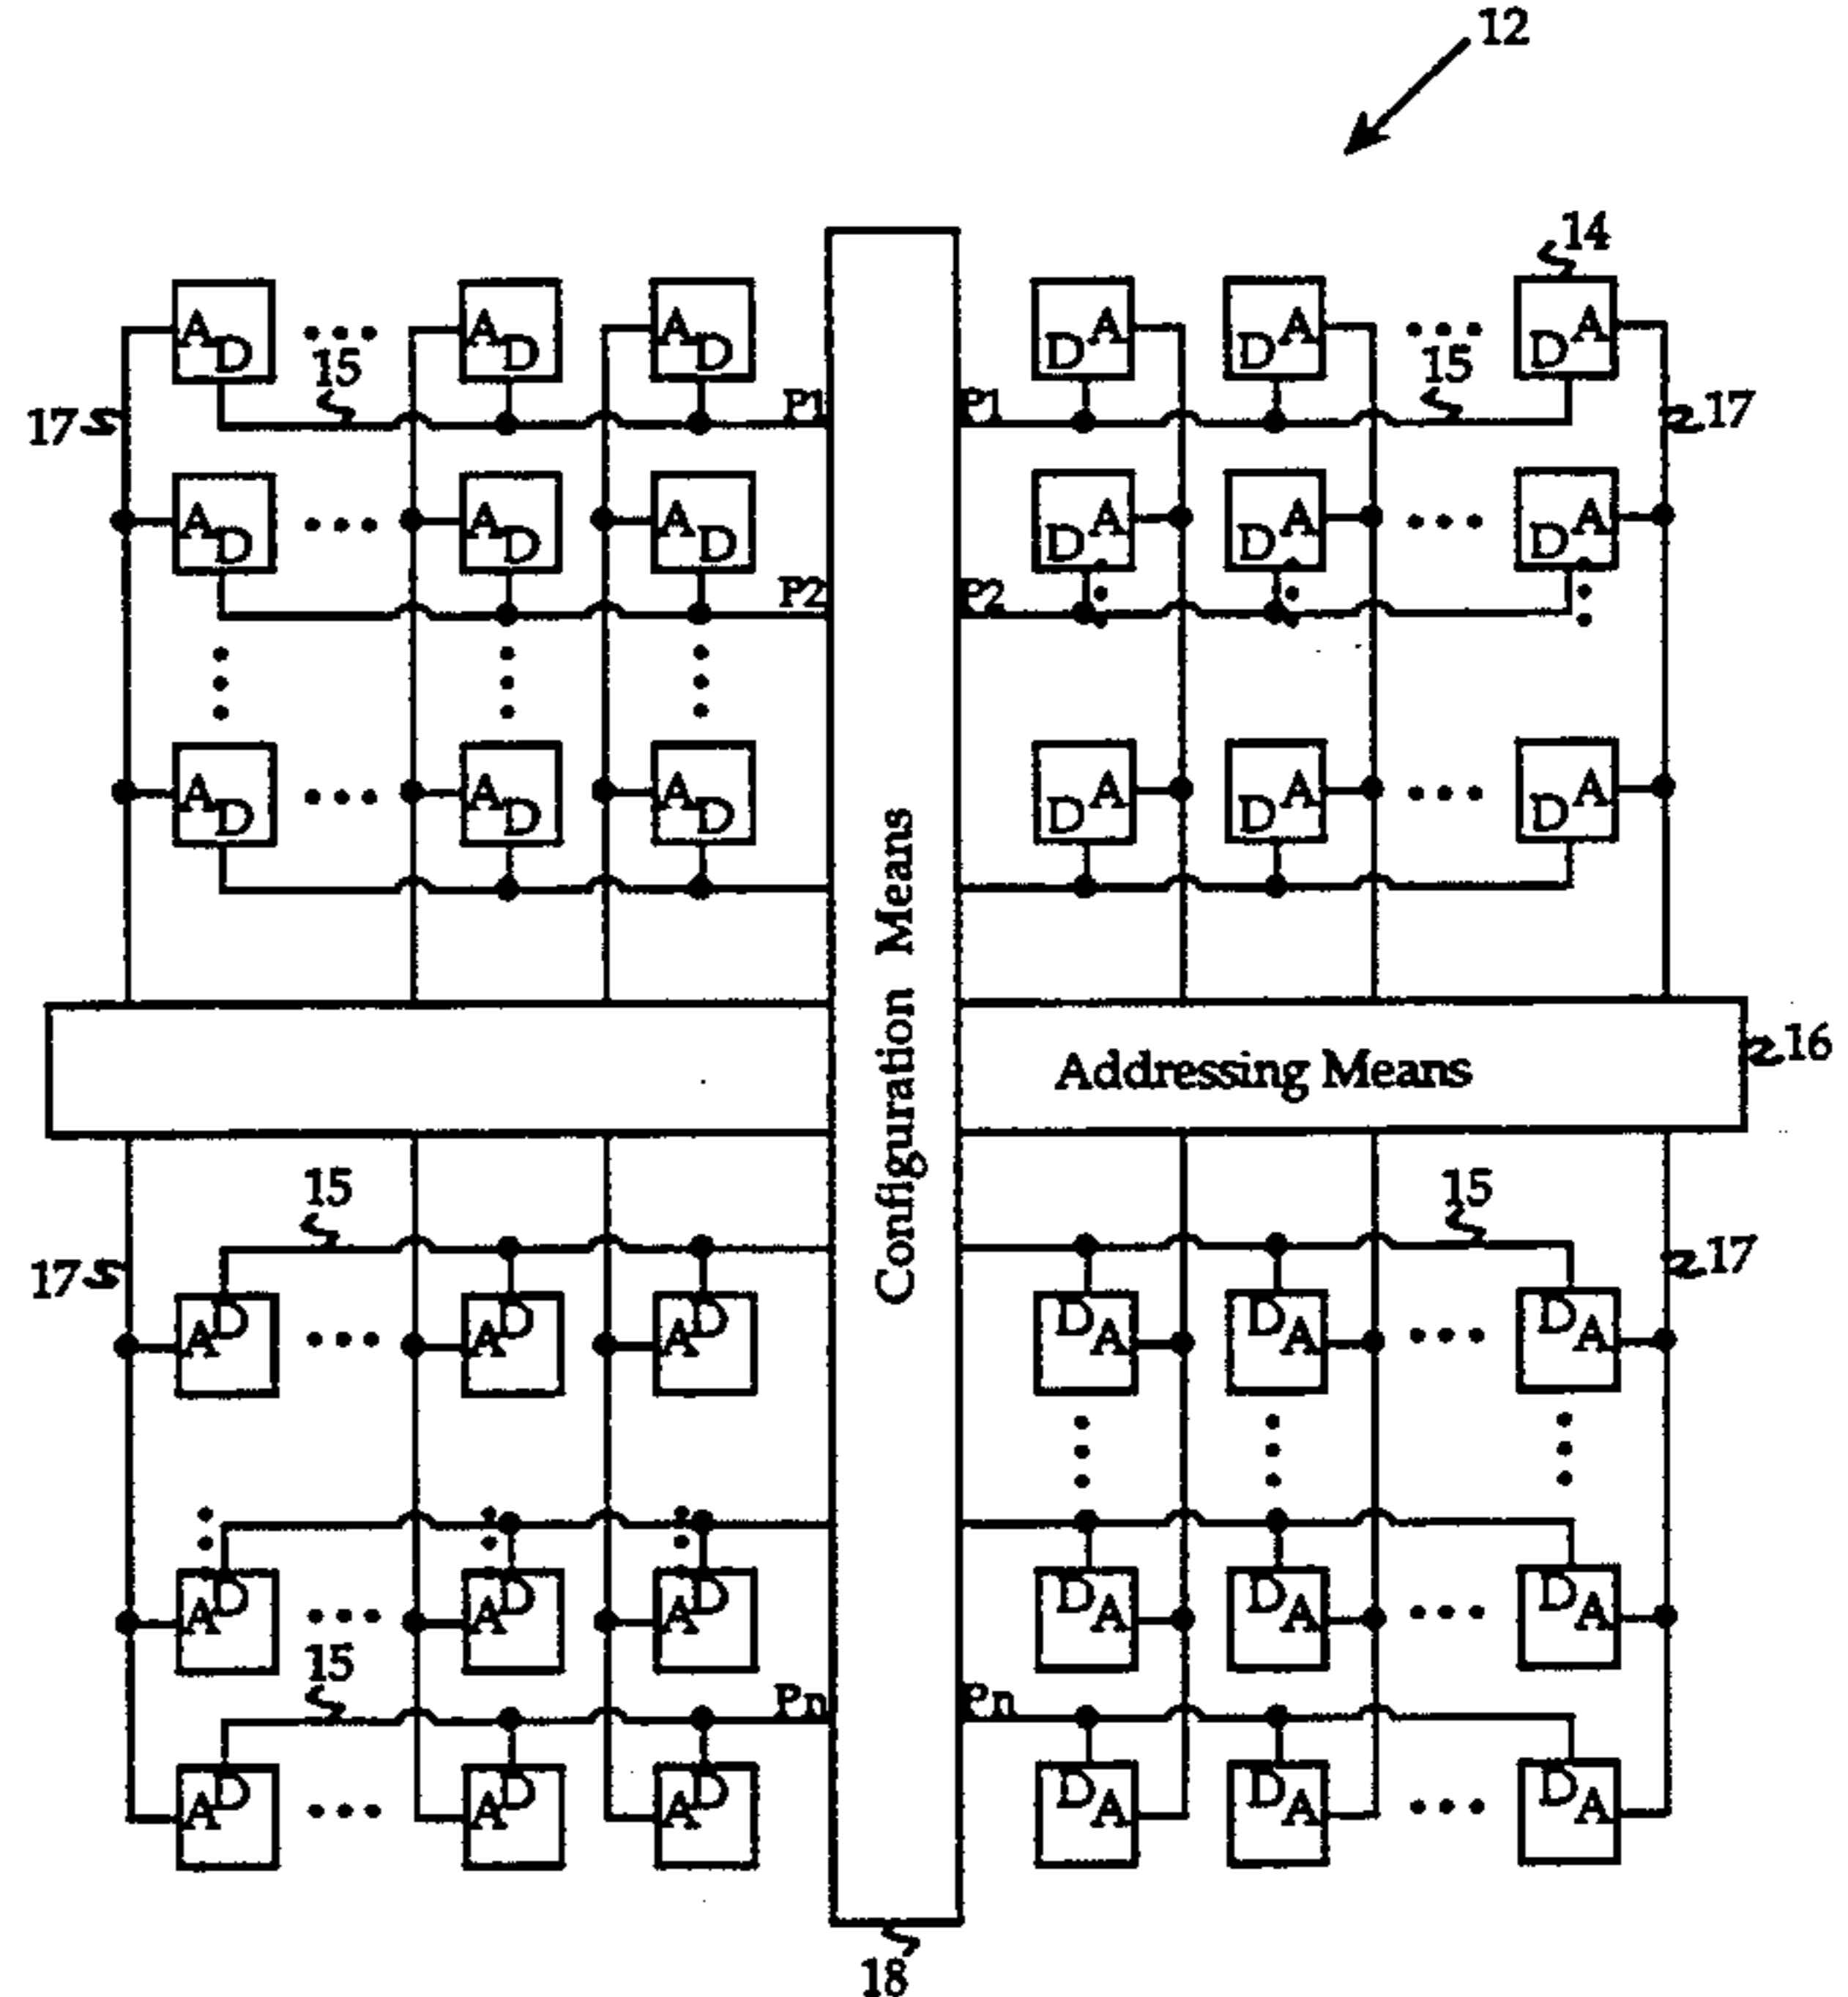 12
14
A D A D A D D A D A D A
15 15
17 P1 P1 17
A D A D A D D A D A D A
P2 P2
A D A D A D D A D A D A
Configuration Means
Addressing Means
16
15 15
17 17
A D A D A D D A D A D A
A D A D A D D A D A D A
15
Pn Pn
A D A D A D D A D A D A
18